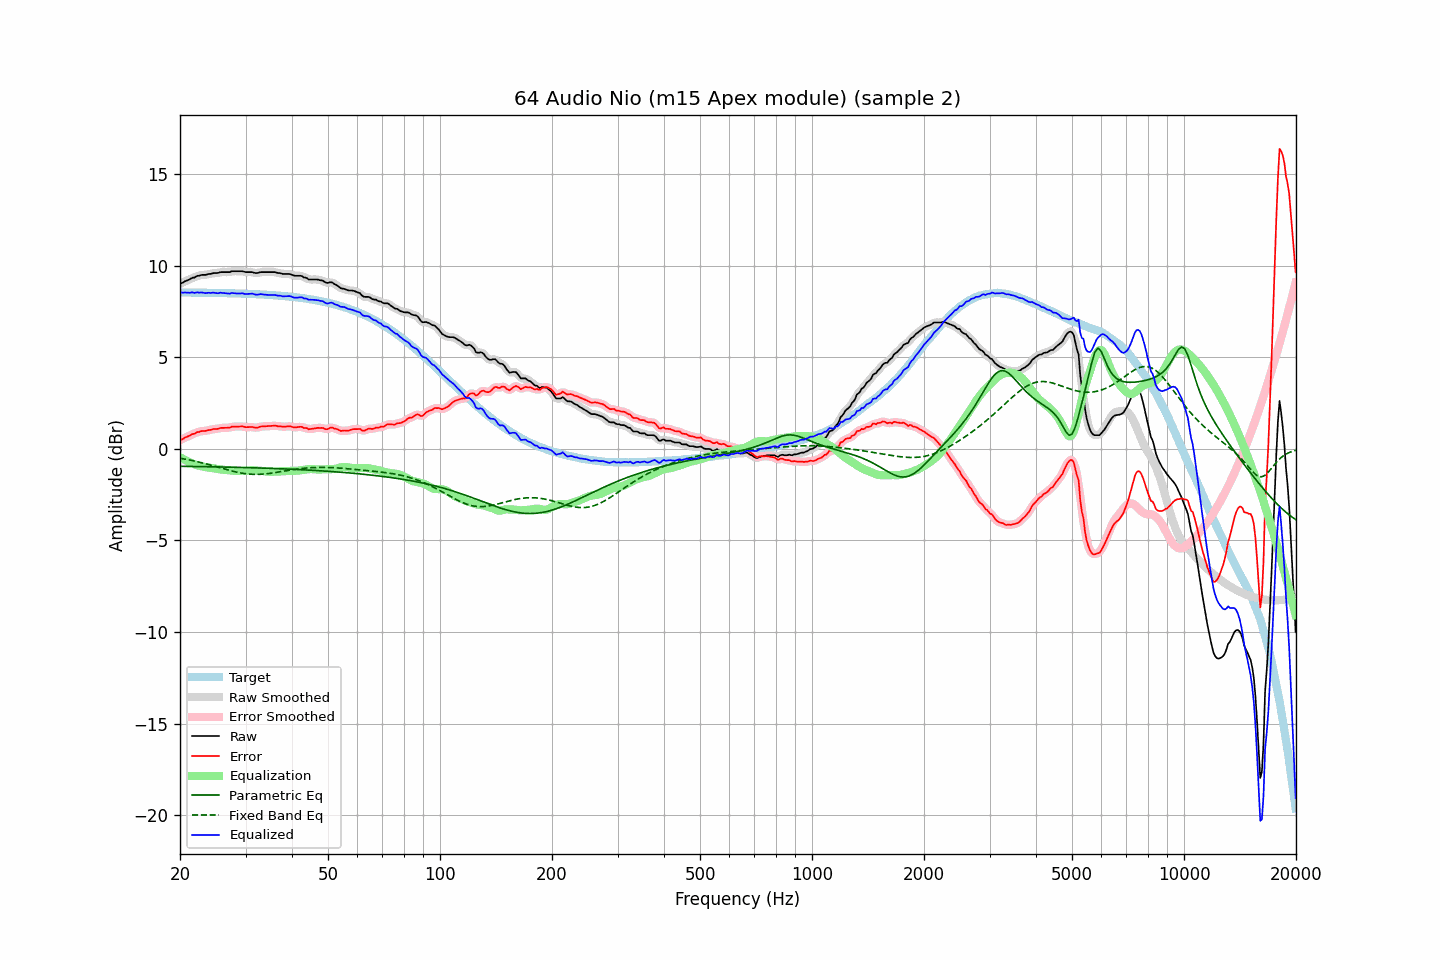 64 Audio Nio (m15 Apex module) (sample 2)
Amplitude (dBr)
15
10
5
0
−5
−10
−15
−20
Target
Raw Smoothed
Error Smoothed
Raw
Error
Equalization
Parametric Eq
Fixed Band Eq
Equalized
20 50 100 200 500 1000 2000 5000 10000 20000
Frequency (Hz)